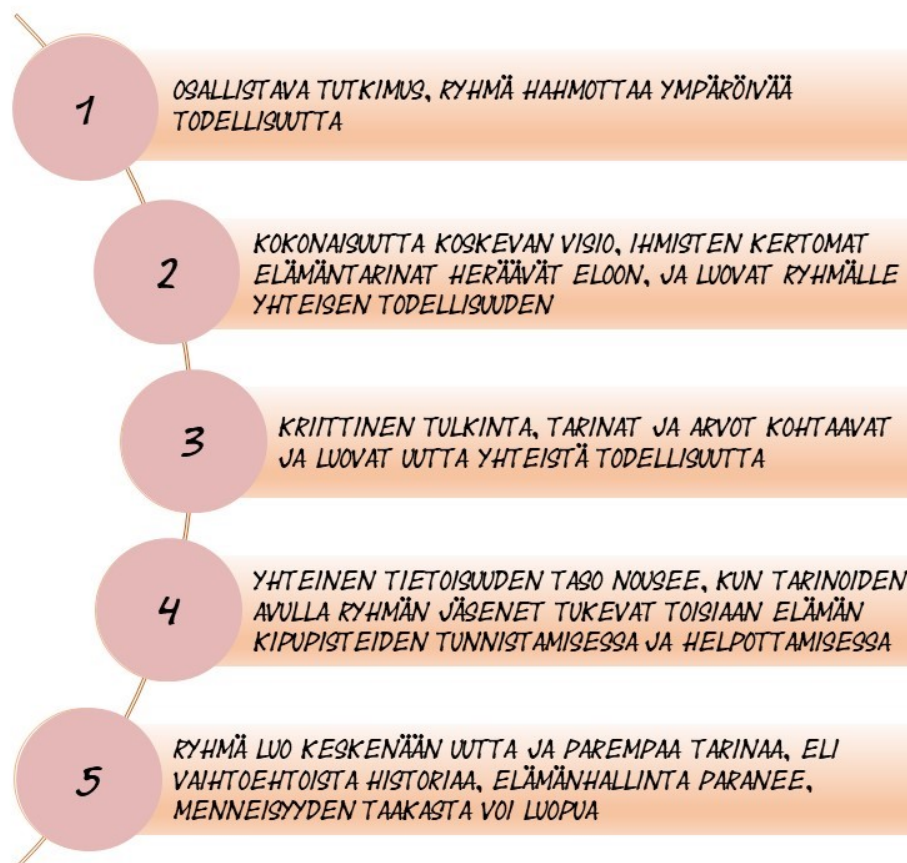 1
OSALLISTAVA TUTKIMUS, RYHMÄ HAHMOTTAA YMPÄRÖIVÄÄ
TODELLISUUTTA
2
KOKONAISUUTTA KOSKEVAN VISIO, IHMISTEN KERTOMAT
ELÄMÄNTARINAT HERÄÄVÄT ELOON, JA LUOVAT RYHMÄLLE
YHTEISEN TODELLISUUDEN
3
KRIITTINEN TULKINTA, TARINAT JA ARVOT KOHTAAVAT
JA LUOVAT UUTTA YHTEISTÄ TODELLISUUTTA
4
YHTEINEN TIETOISUUDEN TASO NOUSEE, KUN TARINOIDEN
AVULLA RYHMÄN JÄSENET TUKEVAT TOISIAAN ELÄMÄN
KIPUPISTEIDEN TUNNISTAMISESSA JA HELPOTTAMISESSA
5
RYHMÄ LUO KESKENÄÄN UUTTA JA PAREMPAA TARINAA, ELI
VAIHTOEHTOISTA HISTORIAA, ELÄMÄNHALLINTA PARANEE,
MENNEISYYDEN TAAKASTA VOI LUOPUA